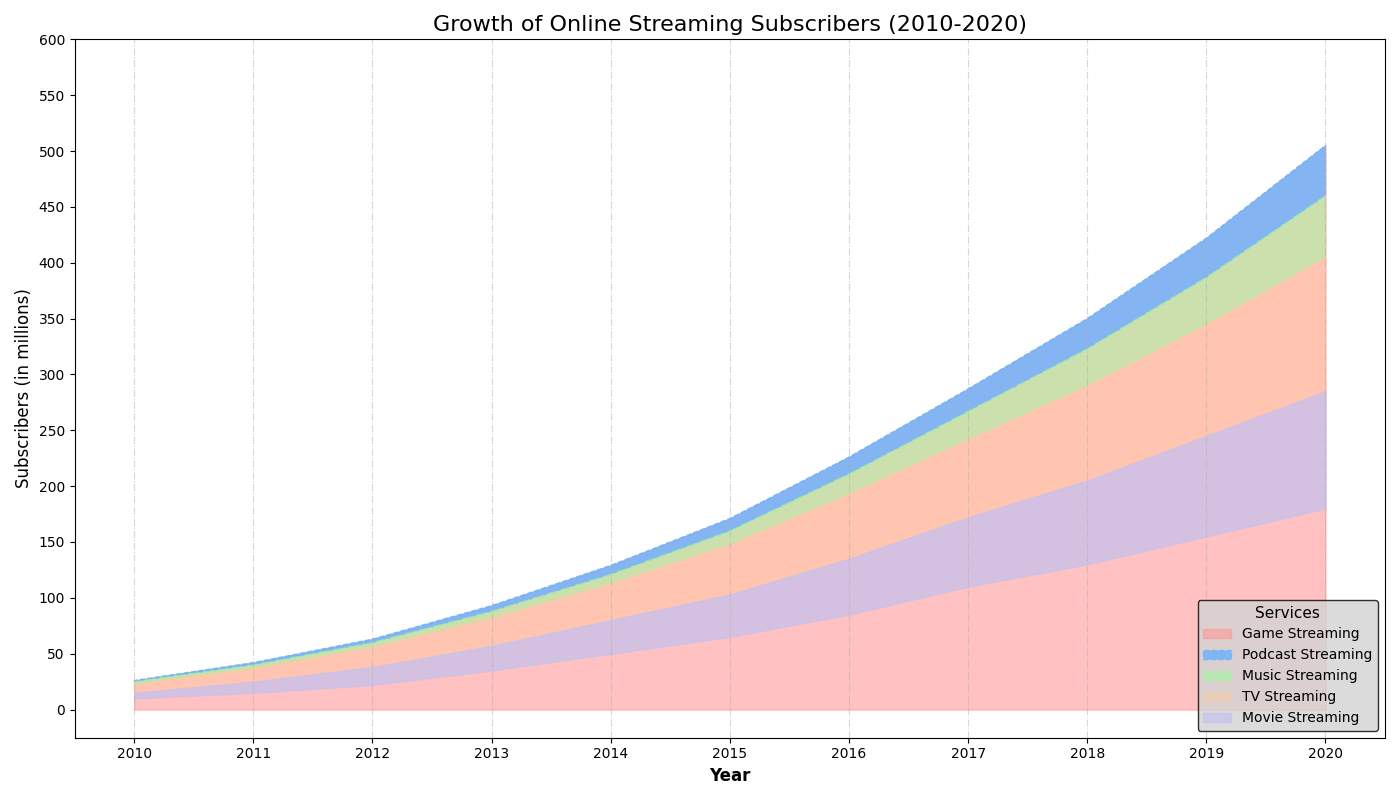 Growth of Online Streaming Subscribers (2010-2020)
Subscribers (in millions)
600
550
500
450
400
350
300
250
200
150
100
50
0
Services
Game Streaming
Podcast Streaming
Music Streaming
TV Streaming
Movie Streaming
2010 2011 2012 2013 2014 2015 2016 2017 2018 2019 2020
Year